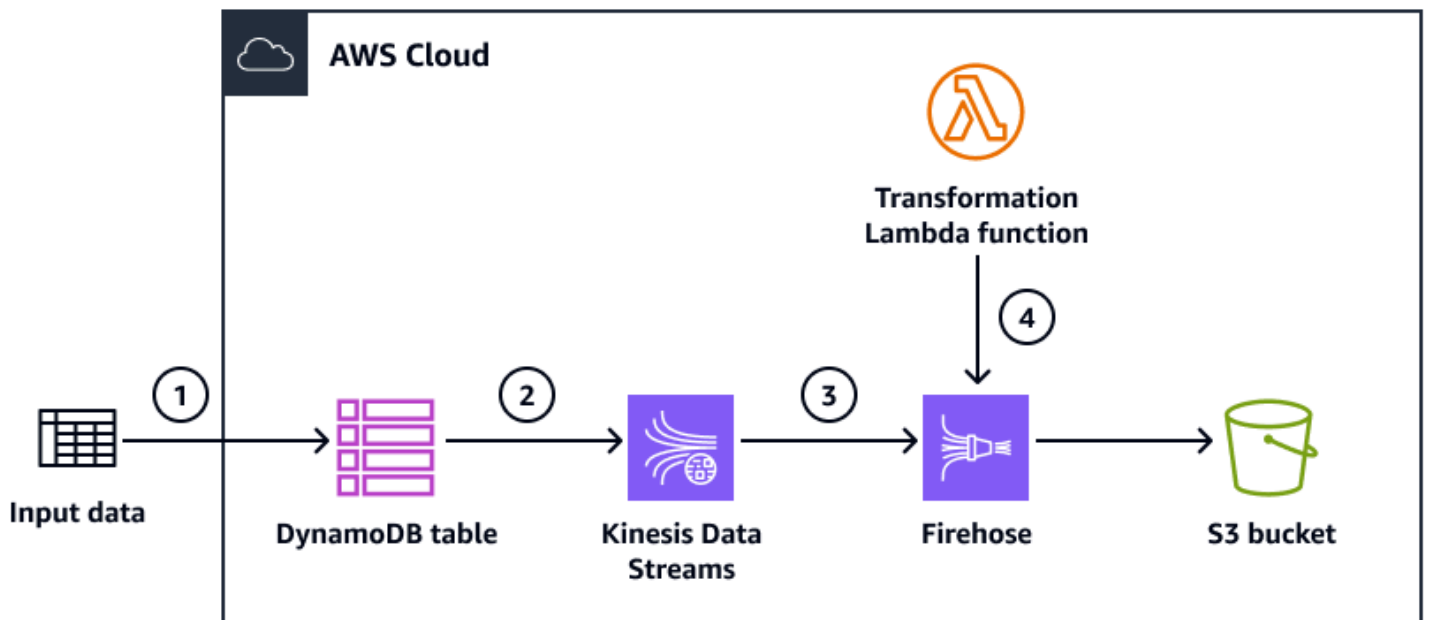 AWS Cloud
Transformation
Lambda function
4
1
2
3
Input data
DynamoDB table
Kinesis Data
Streams
Firehose
S3 bucket